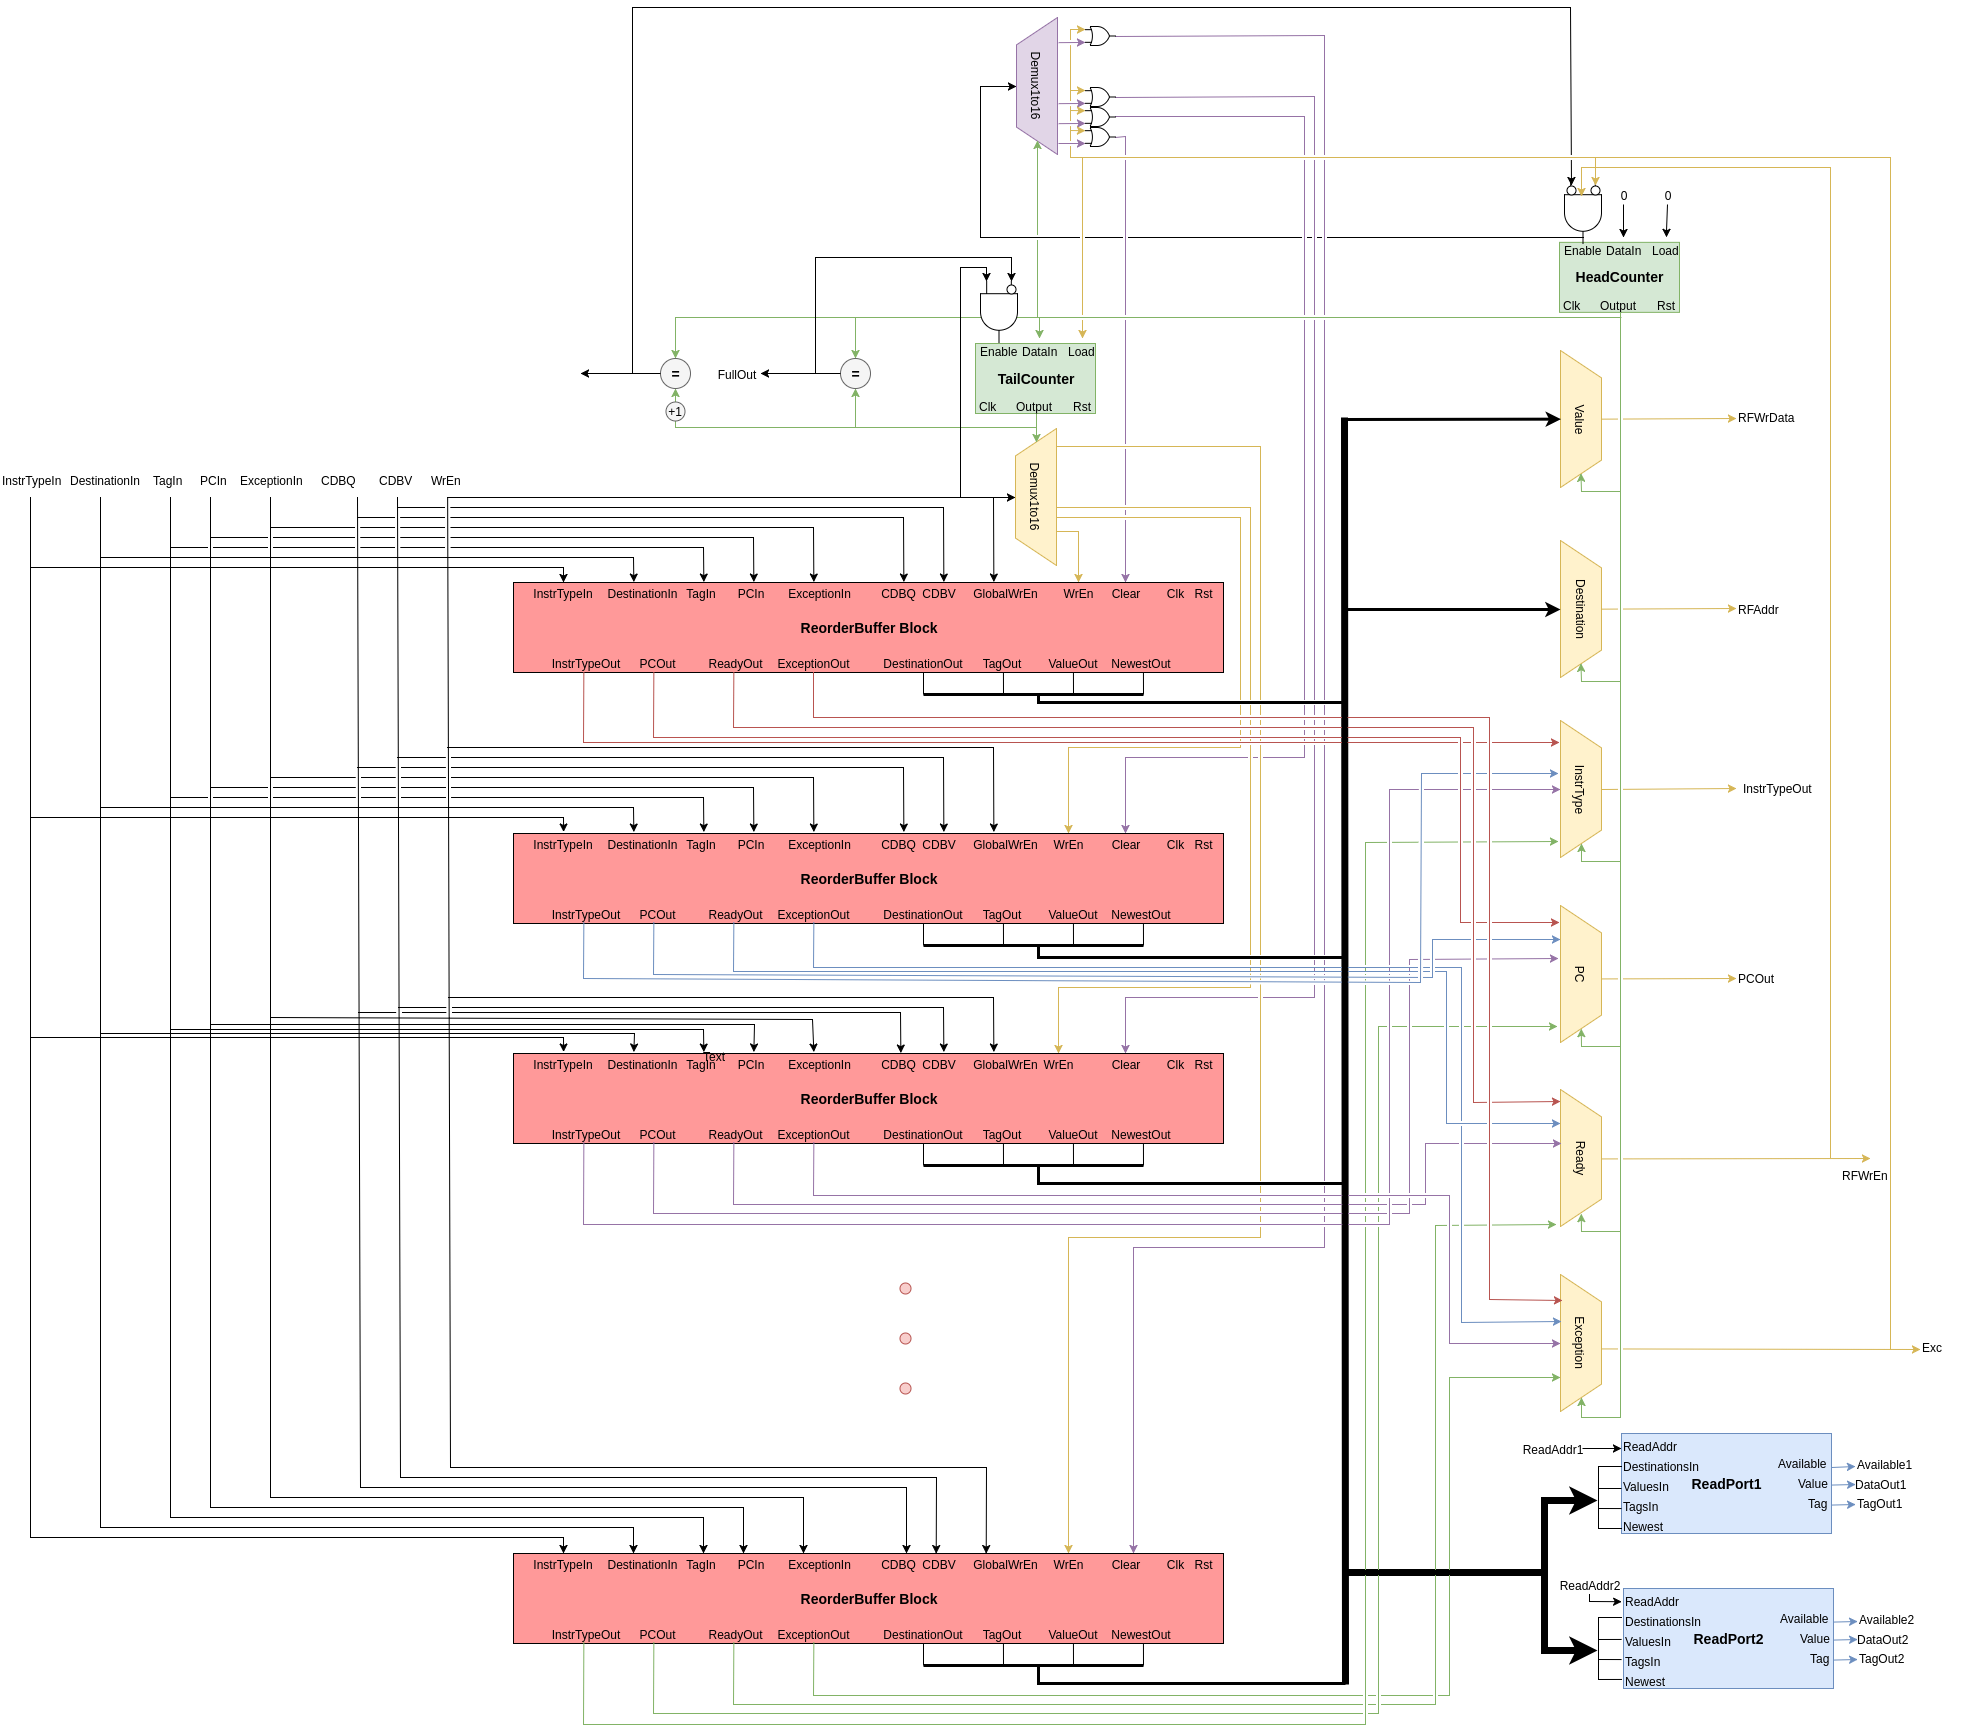 Demux1to16
0 0
Enable DataIn Load
HeadCounter
Clk Output Rst
= FullOut =
+1
Enable DataIn Load
TailCounter
Clk Output Rst
Value
RFWrData
Demux1to16
InstrTypeIn DestinationIn TagIn PCIn ExceptionIn CDBQ CDBV WrEn
InstrTypeIn DestinationIn TagIn PCIn ExceptionIn CDBQ CDBV GlobalWrEn WrEn Clear Clk Rst
ReorderBuffer Block
InstrTypeOut PCOut ReadyOut ExceptionOut DestinationOut TagOut ValueOut NewestOut
Destination
RFAddr
InstrType
InstrTypeOut
InstrTypeIn DestinationIn TagIn PCIn ExceptionIn CDBQ CDBV GlobalWrEn WrEn Clear Clk Rst
ReorderBuffer Block
InstrTypeOut PCOut ReadyOut ExceptionOut DestinationOut TagOut ValueOut NewestOut
PC
PCOut
Text
InstrTypeIn DestinationIn TagIn PCIn ExceptionIn CDBQ CDBV GlobalWrEn WrEn Clear Clk Rst
ReorderBuffer Block
InstrTypeOut PCOut ReadyOut ExceptionOut DestinationOut TagOut ValueOut NewestOut
Ready
RFWrEn
Exception
Exc
ReadAddr1
ReadAddr
DestinationsIn
ValuesIn
TagsIn
Newest
ReadPort1
Available
Value
Tag
Available1
DataOut1
TagOut1
InstrTypeIn DestinationIn TagIn PCIn ExceptionIn CDBQ CDBV GlobalWrEn WrEn Clear Clk Rst
ReorderBuffer Block
InstrTypeOut PCOut ReadyOut ExceptionOut DestinationOut TagOut ValueOut NewestOut
ReadAddr2
ReadAddr
DestinationsIn
ValuesIn
TagsIn
Newest
ReadPort2
Available
Value
Tag
Available2
DataOut2
TagOut2